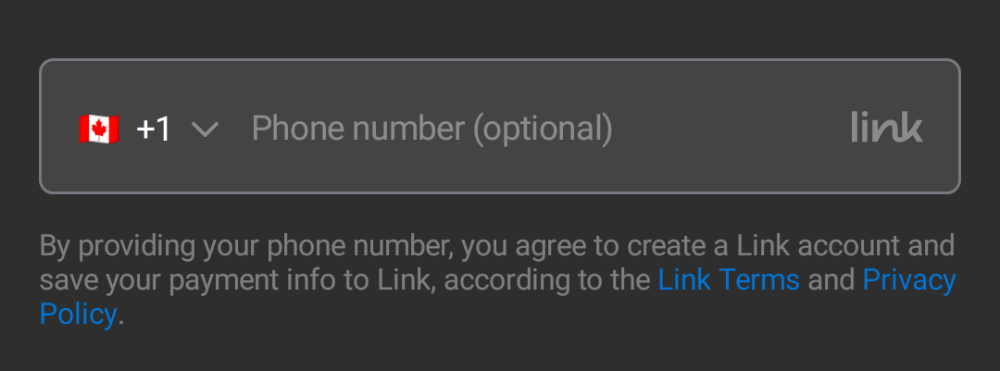 +1 Phone number (optional) link
By providing your phone number, you agree to create a Link account and
save your payment info to Link, according to the Link Terms and Privacy
Policy.